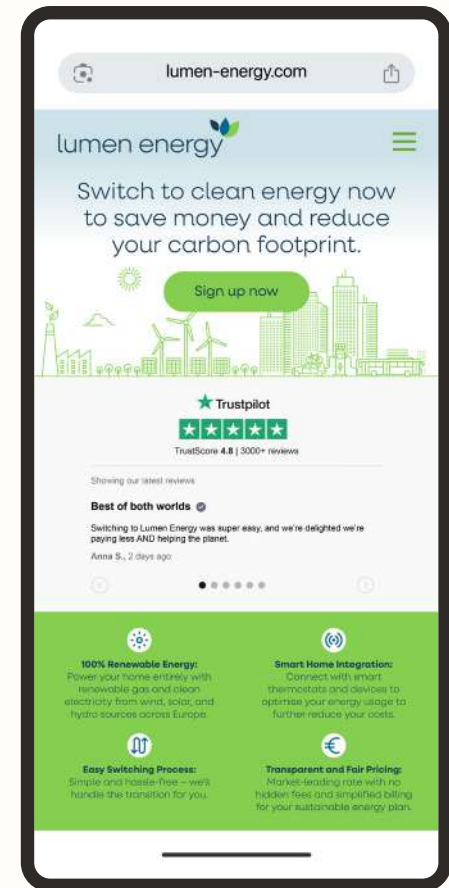 lumen-energy.com
lumen energy
Switch to clean energy now
to save money and reduce
your carbon footprint.
Sign up now
Trustpilot
TrustScore 4.8 | 3000+ reviews
Showing our latest reviews
Best of both worlds
Switching to Lumen Energy was super easy, and we're delighted we're
paying less AND helping the planet.
Anna S., 2 days ago
100% Renewable Energy:
Power your home entirely with
renewable gas and clean
electricity from wind, solar, and
hydro sources across Europe.
Smart Home Integration:
Connect with smart
thermostats and devices to
optimise your energy usage to
further reduce your costs.
Easy Switching Process:
Simple and hassle-free – we'll
handle the transition for you.
€
Transparent and Fair Pricing:
Market-leading rate with no
hidden fees and simplified billing
for your sustainable energy plan.